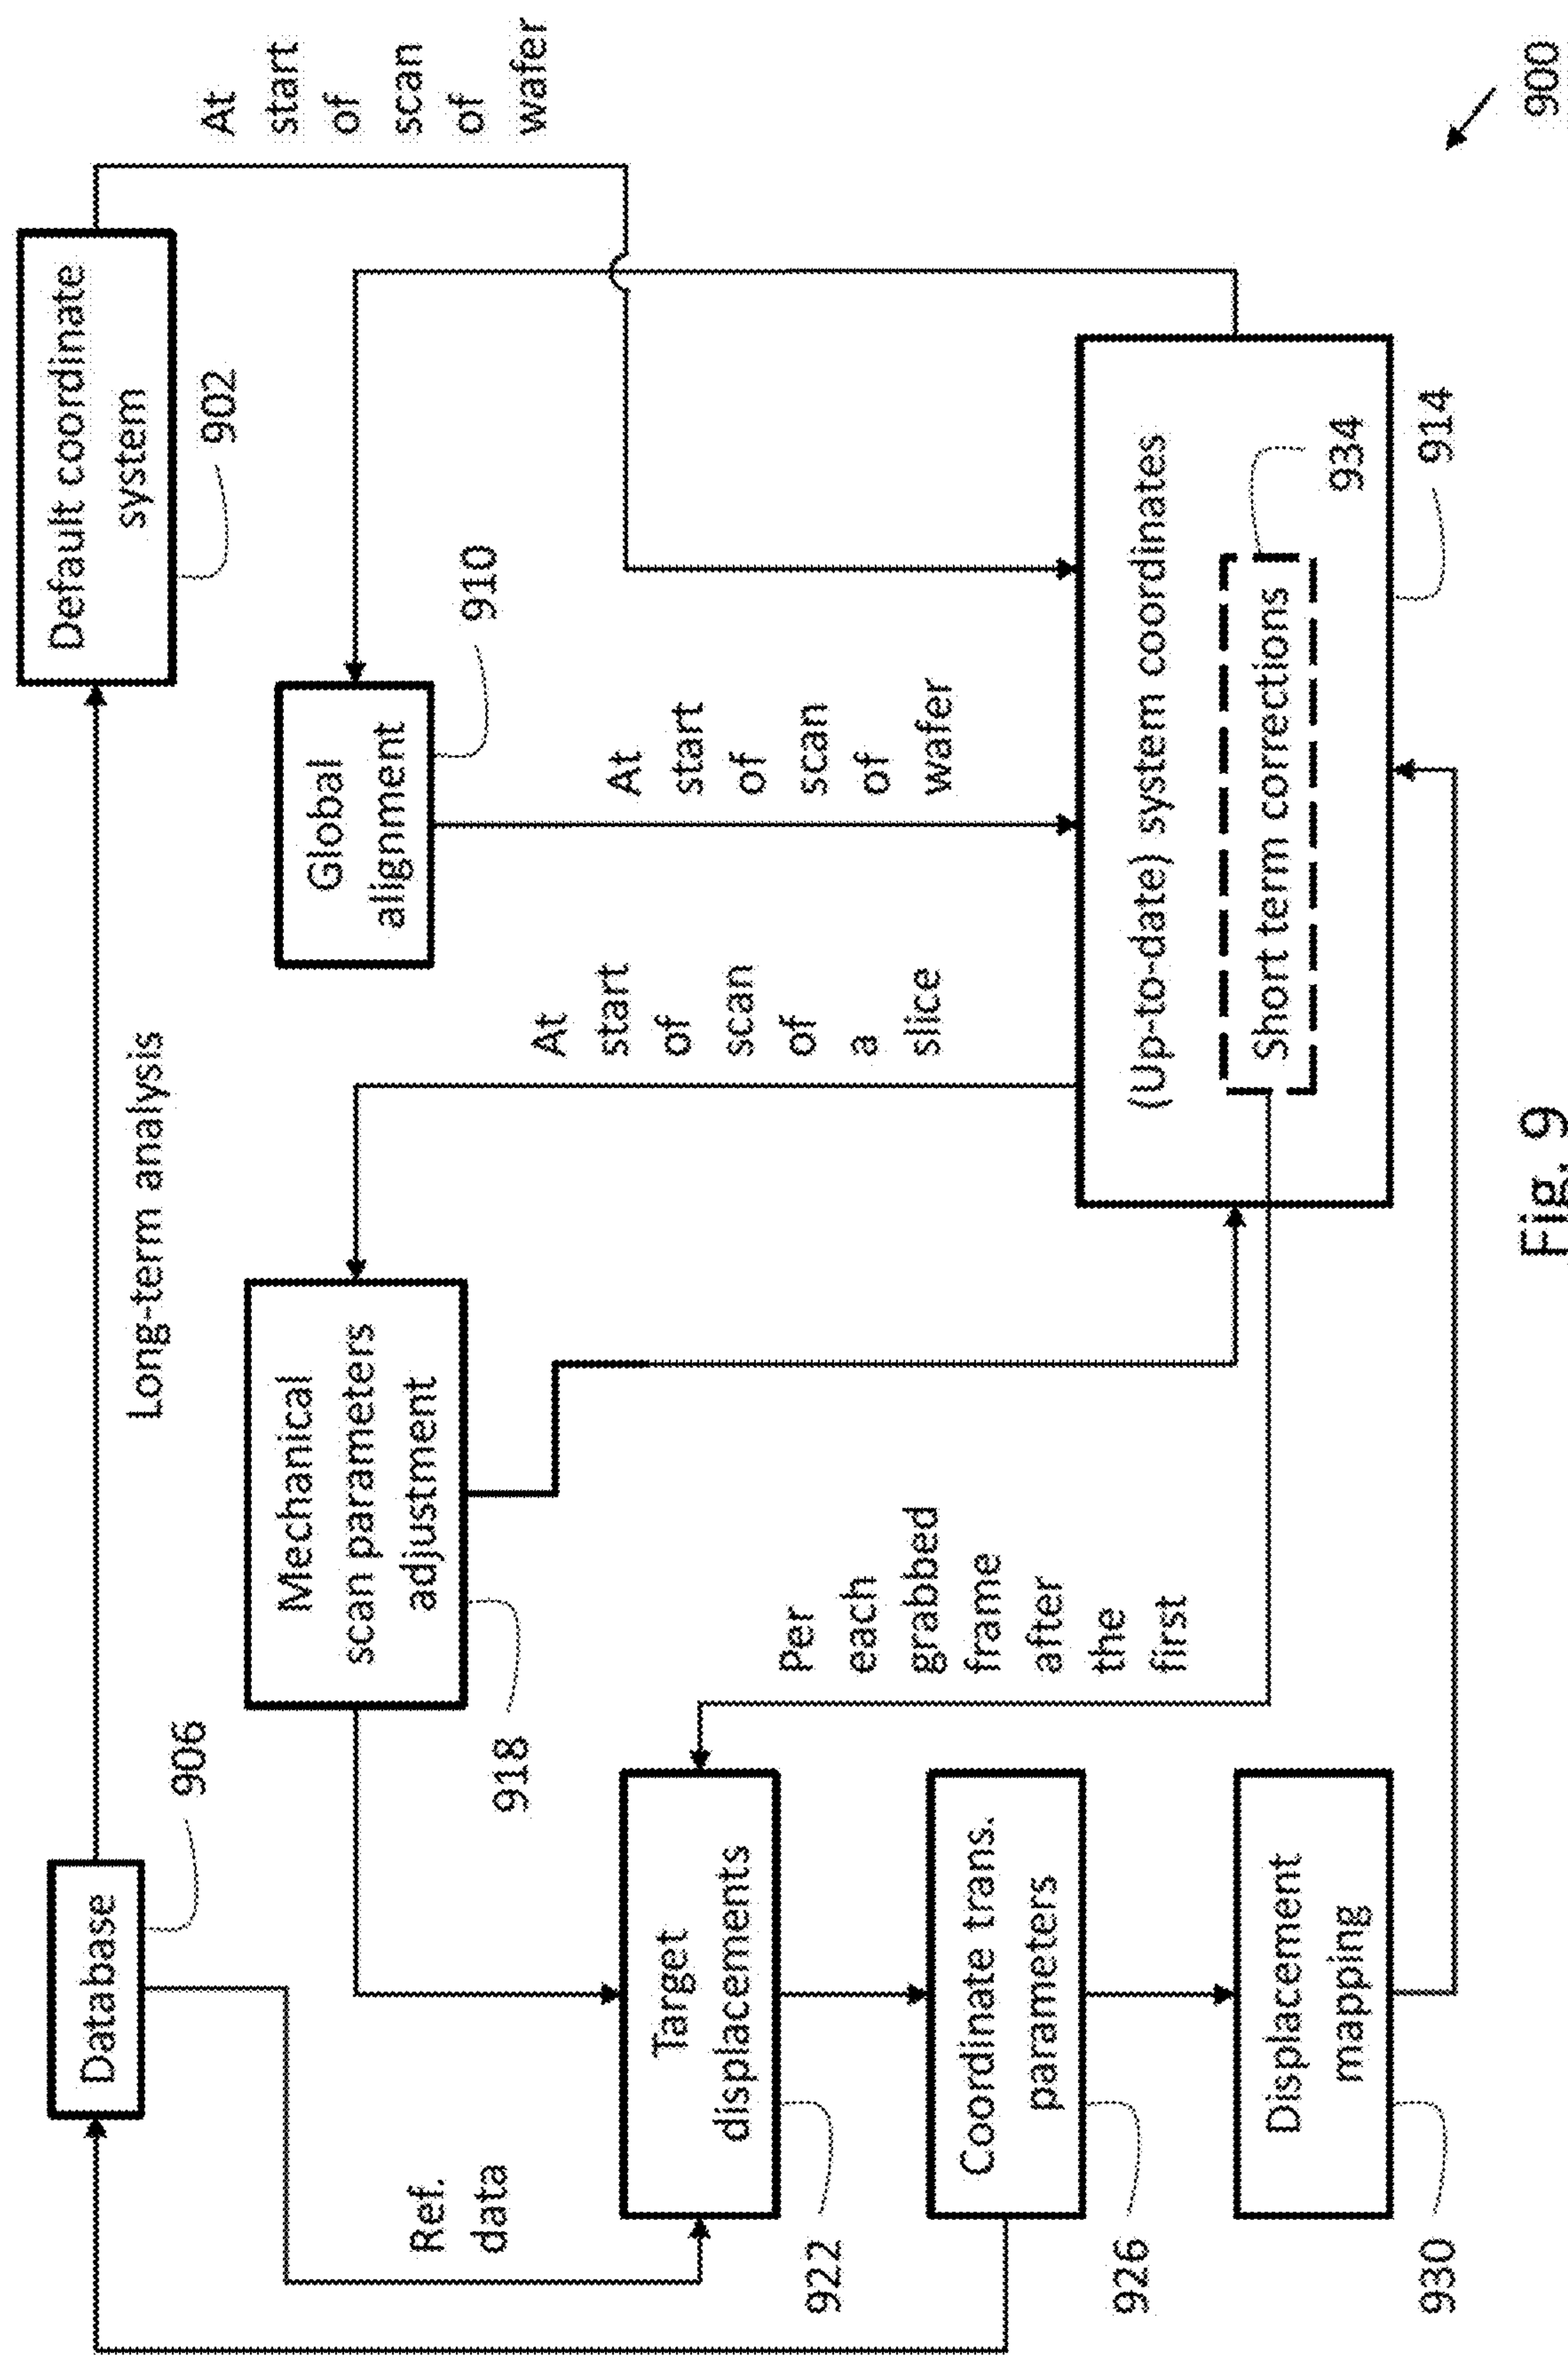 Database
906
Long-term analysis
Default coordinate
system
902
At
start
of
scan
of
wafer
Ref.
data
Mechanical
scan parameters
adjustment
918
Global
alignment
910
At
start
of
scan
of
a
slice
At
start
of
scan
of
wafer
Target
displacements
922
Per
each
grabbed
frame
after
the
first
Coordinate trans.
parameters
926
Displacement
mapping
930
(Up-to-date) system coordinates
Short term corrections
934
914
Fig. 9
900